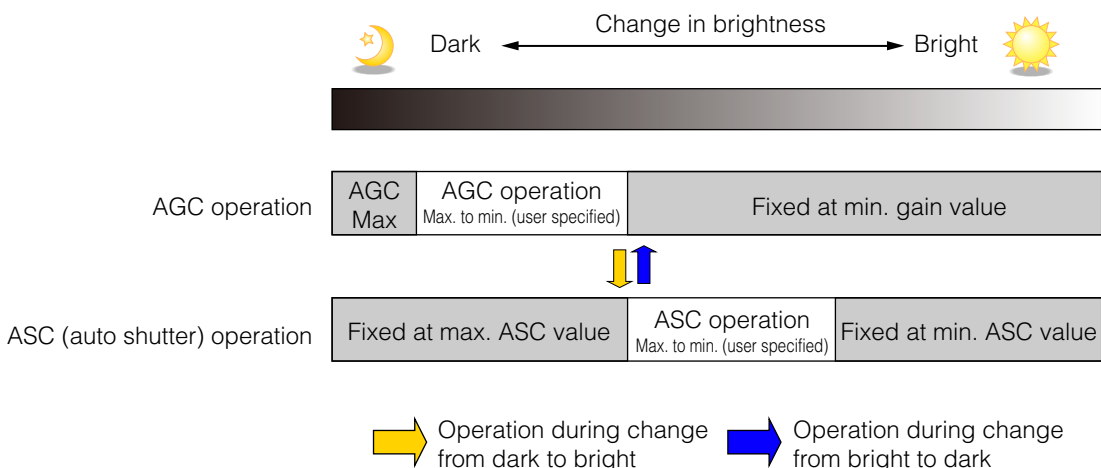 Change in brightness
Dark
Bright
AGC operation
AGC
Max
AGC operation
Max. to min. (user specified)
Fixed at min. gain value
ASC (auto shutter) operation
Fixed at max. ASC value
ASC operation
Max. to min. (user specified)
Fixed at min. ASC value
Operation during change
from dark to bright
Operation during change
from bright to dark